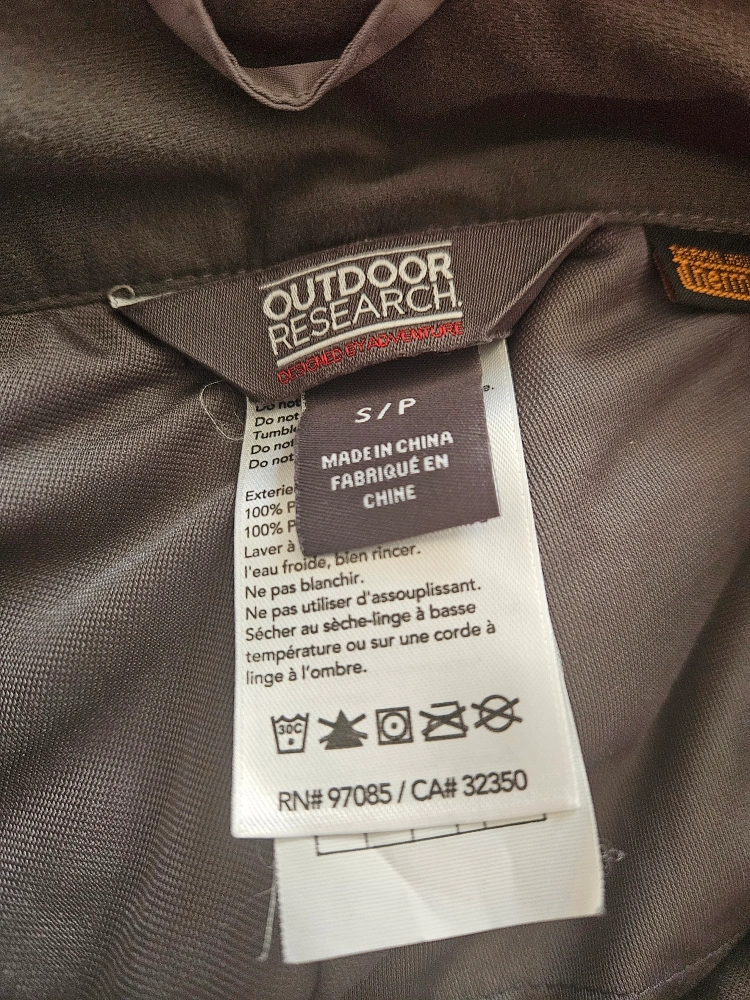 OUTDOOR
RESEARCH.
DESIGNED BY ADVENTURE
S/P
MADE IN CHINA
FABRIQUÉ EN
CHINE
Do not
Do not
Tumble
Do not
Do not
100% P
100% P
Laver à
l'eau froide, bien rincer.
Ne pas blanchir.
Ne pas utiliser d'assouplissant.
Sécher au sèche-linge à basse
température ou sur une corde à
linge à l'ombre.
30C
RN# 97085 / CA# 32350